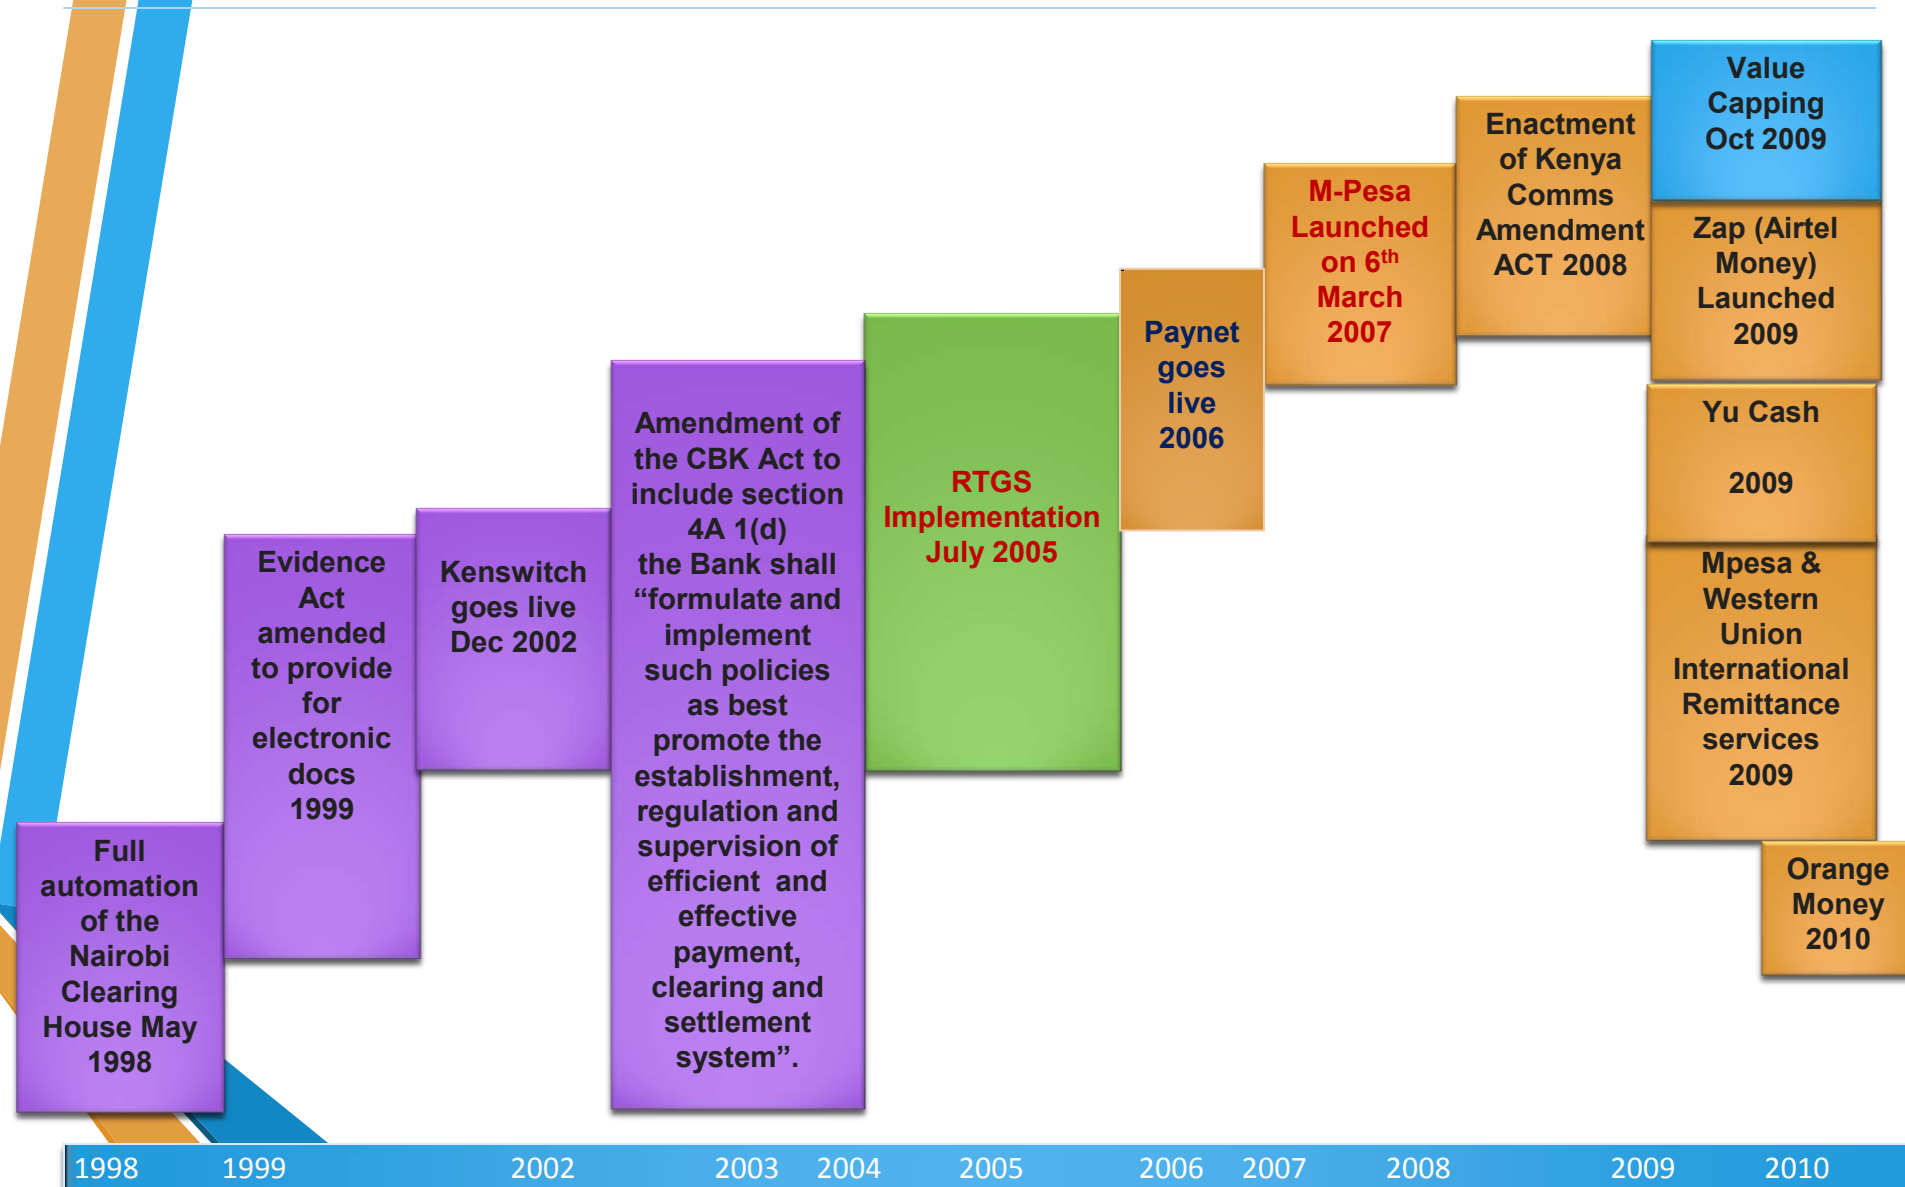 Full
automation
of the
Nairobi
Clearing
House May
1998
Evidence
Act
amended
to provide
for
electronic
docs
1999
Kenswitch
goes live
Dec 2002
Amendment of
the CBK Act to
include section
4A 1(d)
the Bank shall
“formulate and
implement
such policies
as best
promote the
establishment,
regulation and
supervision of
efficient and
effective
payment,
clearing and
settlement
system”.
RTGS
Implementation
July 2005
Paynet
goes
live
2006
M-Pesa
Launched
on 6th
March
2007
Enactment
of Kenya
Comms
Amendment
ACT 2008
Value
Capping
Oct 2009
Zap (Airtel
Money)
Launched
2009
Yu Cash
2009
Mpesa &
Western
Union
International
Remittance
services
2009
Orange
Money
2010
1998 1999 2002 2003 2004 2005 2006 2007 2008 2009 2010